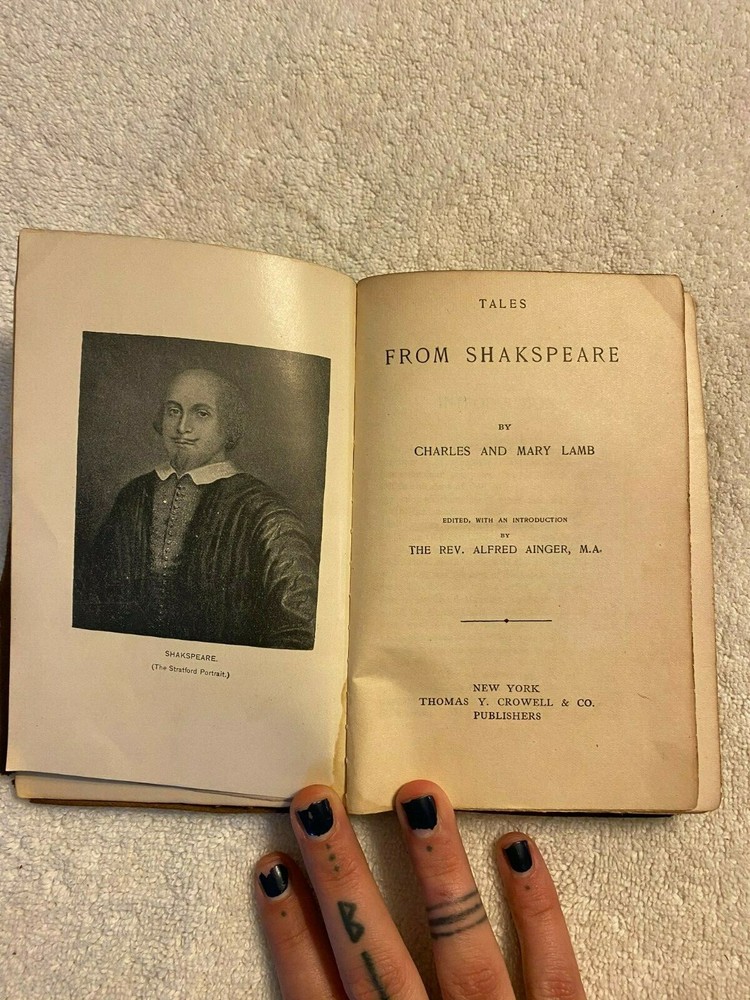 SHAKSPEARE.
(The Stratford Portrait.)
TALES
FROM SHAKSPEARE
BY
CHARLES AND MARY LAMB
EDITED, WITH AN INTRODUCTION
BY
THE REV. ALFRED AINGER, M.A.
NEW YORK
THOMAS Y. CROWELL & CO.
PUBLISHERS
B